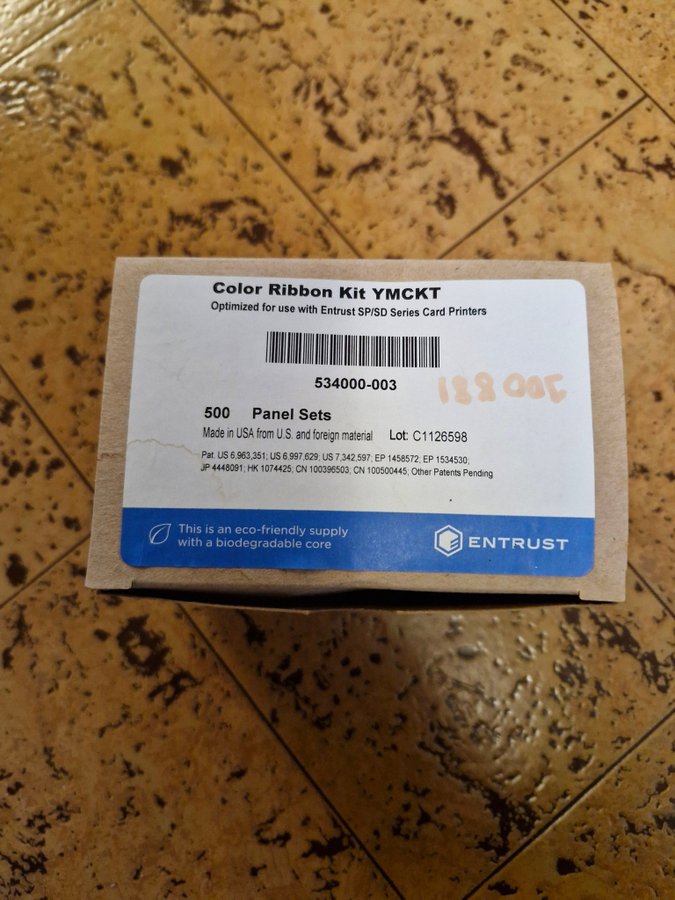 Color Ribbon Kit YMCKT
Optimized for use with Entrust SP/SD Series Card Printers
534000-003
500 Panel Sets
Made in USA from U.S. and foreign material Lot: C1126598
Pat. US 6,963,351; US 6,997,629; US 7,342,597; EP 1458572; EP 1534530;
JP 4448091; HK 1074425; CN 100396503; CN 100500445; Other Patents Pending
This is an eco-friendly supply
with a biodegradable core
ENTRUST